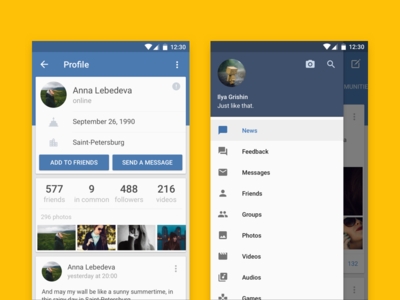 12:30
Profile
Anna Lebedeva
online
September 26, 1990
Saint-Petersburg
ADD TO FRIENDS SEND A MESSAGE
577 9 488 216
friends in common followers videos
296 photos
Anna Lebedeva
yesterday at 20:00
And may my wall be like a sunny summertime, in
this rainy day in Saint-Petersburg
12:30
Ilya Grishin
Just like that.
MUNITIES
News
Feedback
Messages
Friends
Groups
Photos
Videos
Audios
Games
132